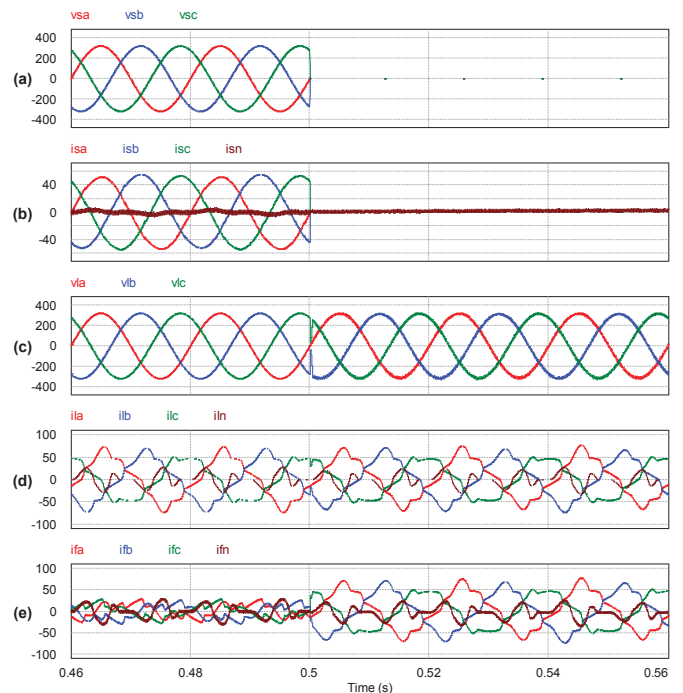 vsa vsb vsc
400
200
0
-200
-400
(a)
isa isb isc isn
40
0
-40
(b)
vla vlb vlc
400
200
0
-200
-400
(c)
ila ilb ilc iln
100
50
0
-50
-100
(d)
ifa ifb ifc ifn
100
50
0
-50
-100
(e)
0.46 0.48 0.5 0.52 0.54 0.56
Time (s)